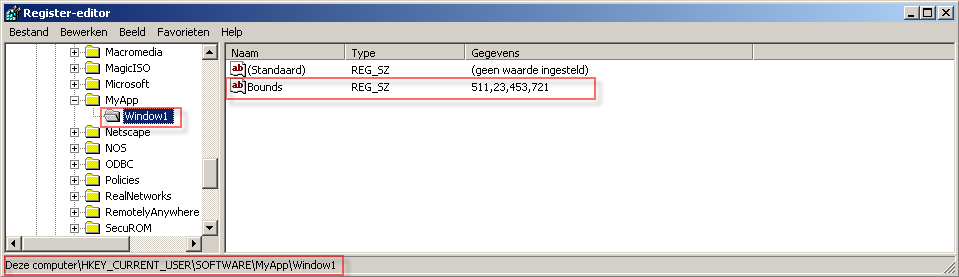 Register-editor
Bestand Bewerken Beeld Favorieten Help
Macromedia
MagicISO
Microsoft
MyApp
Window1
Netscape
NOS
ODBC
Policies
RealNetworks
RemotelyAnywhere
SecuROM
Naam Type Gegevens
ab (Standaard) REG_SZ (geen waarde ingesteld)
ab Bounds REG_SZ 511,23,453,721
Deze computer\HKEY_CURRENT_USER\SOFTWARE\MyApp\Window1